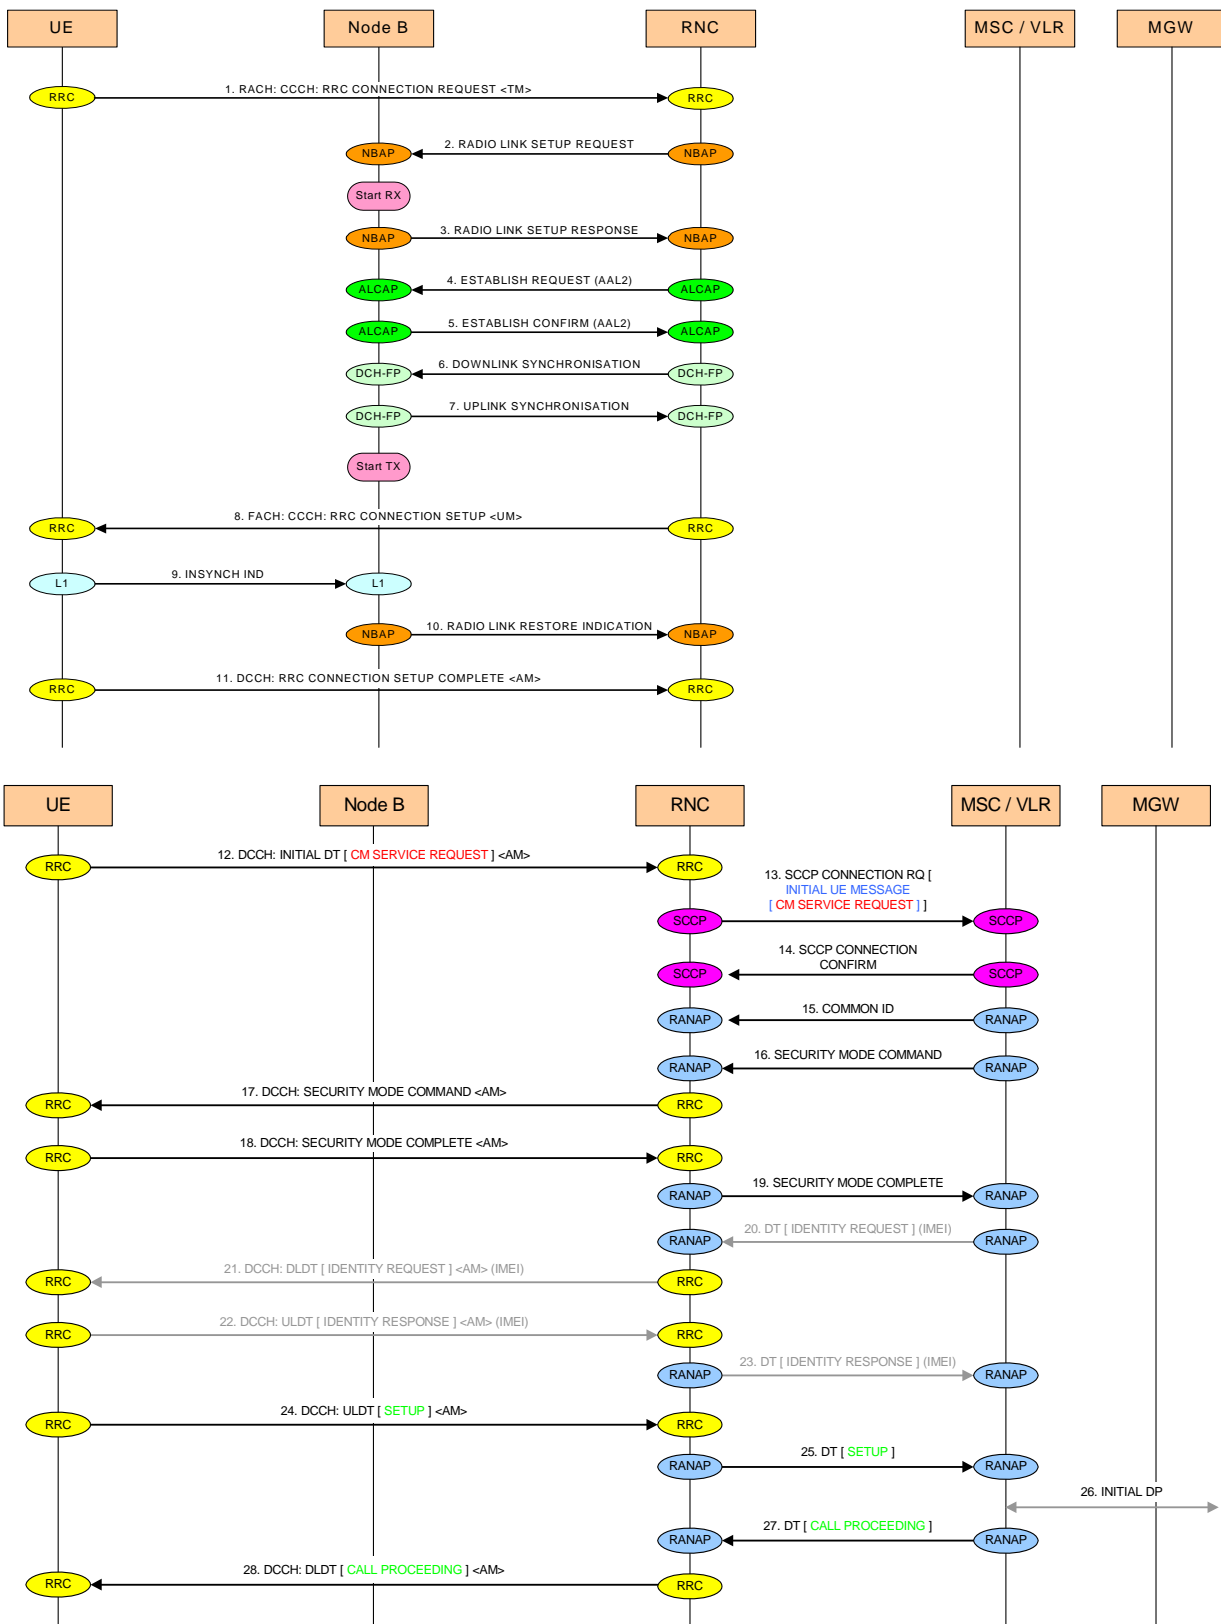 UE Node B RNC MSC / VLR MGW
1. RACH: CCCH: RRC CONNECTION REQUEST <TM>
RRC RRC
2. RADIO LINK SETUP REQUEST
NBAP NBAP
Start RX
3. RADIO LINK SETUP RESPONSE
NBAP NBAP
4. ESTABLISH REQUEST (AAL2)
ALCAP ALCAP
5. ESTABLISH CONFIRM (AAL2)
ALCAP ALCAP
6. DOWNLINK SYNCHRONISATION
DCH-FP DCH-FP
7. UPLINK SYNCHRONISATION
DCH-FP DCH-FP
Start TX
8. FACH: CCCH: RRC CONNECTION SETUP <UM>
RRC RRC
9. INSYNCH IND
L1 L1
10. RADIO LINK RESTORE INDICATION
NBAP NBAP
11. DCCH: RRC CONNECTION SETUP COMPLETE <AM>
RRC RRC
UE Node B RNC MSC / VLR MGW
12. DCCH: INITIAL DT [ CM SERVICE REQUEST ] <AM>
RRC RRC
13. SCCP CONNECTION RQ [
INITIAL UE MESSAGE
[ CM SERVICE REQUEST ] ]
SCCP SCCP
14. SCCP CONNECTION
CONFIRM
SCCP SCCP
15. COMMON ID
RANAP RANAP
16. SECURITY MODE COMMAND
RANAP RANAP
17. DCCH: SECURITY MODE COMMAND <AM>
RRC RRC
18. DCCH: SECURITY MODE COMPLETE <AM>
RRC RRC
19. SECURITY MODE COMPLETE
RANAP RANAP
20. DT [ IDENTITY REQUEST ] (IMEI)
RANAP RANAP
21. DCCH: DLDT [ IDENTITY REQUEST ] <AM> (IMEI)
RRC RRC
22. DCCH: ULDT [ IDENTITY RESPONSE ] <AM> (IMEI)
RRC RRC
23. DT [ IDENTITY RESPONSE ] (IMEI)
RANAP RANAP
24. DCCH: ULDT [ SETUP ] <AM>
RRC RRC
25. DT [ SETUP ]
RANAP RANAP
26. INITIAL DP
27. DT [ CALL PROCEEDING ]
RANAP RANAP
28. DCCH: DLDT [ CALL PROCEEDING ] <AM>
RRC RRC